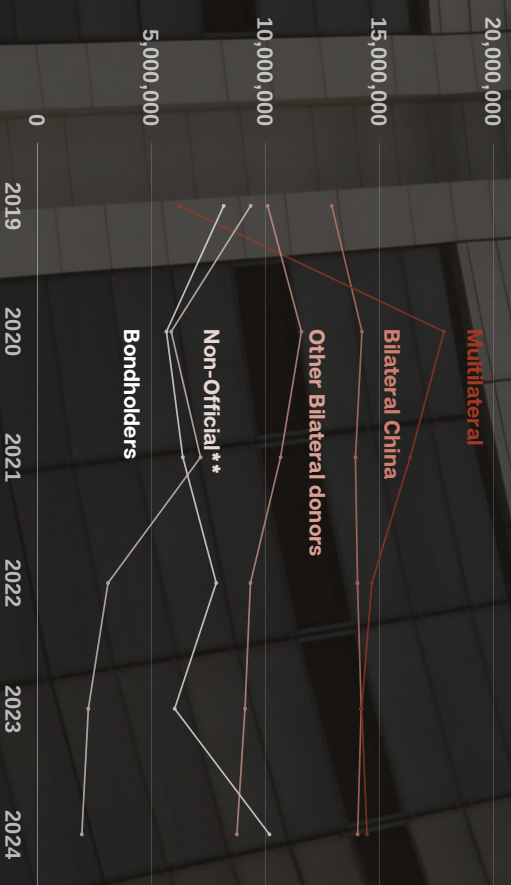 20,000,000
15,000,000
10,000,000
5,000,000
0
Multilateral
Bilateral China
Other Bilateral donors
Non-Official**
Bondholders
2019
2020
2021
2022
2023
2024